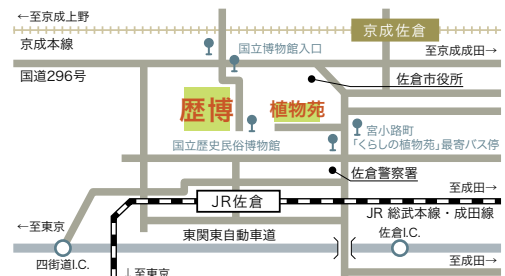 ←至京成上野
京成佐倉
京成本線
国立博物館入口
至京成成田→
国道296号
佐倉市役所
歴博
植物苑
宮小路町
「くらしの植物苑」最寄バス停
国立歴史民俗博物館
佐倉警察署
至成田→
JR佐倉
JR 総武本線・成田線
←至東京
東関東自動車道
佐倉I.C.
四街道I.C.
至成田→
↓至東京